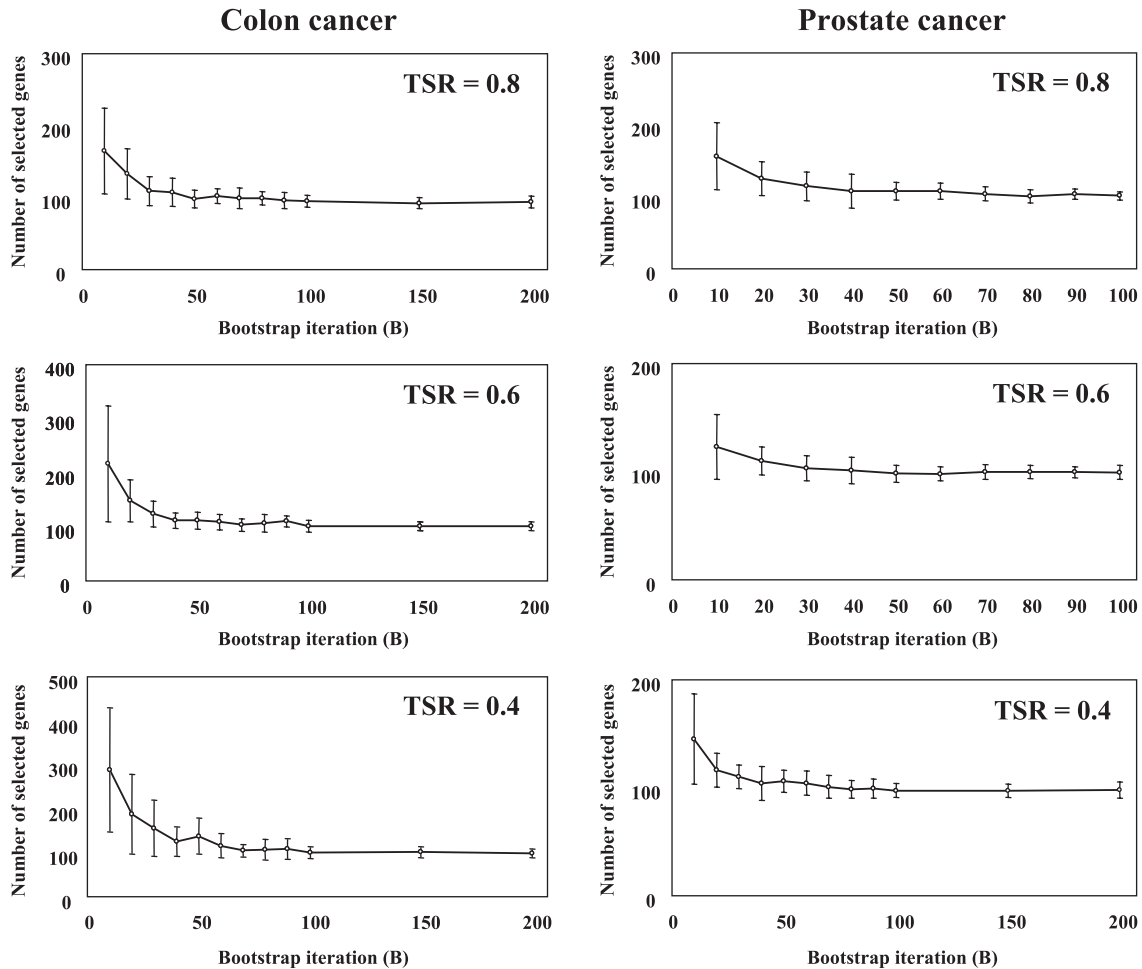 Colon cancer
Prostate cancer
Number of selected genes
300
200
100
0
TSR = 0.8
0 50 100 150 200
Bootstrap iteration (B)
Number of selected genes
300
200
100
0
TSR = 0.8
0 10 20 30 40 50 60 70 80 90 100
Bootstrap iteration (B)
Number of selected genes
400
300
200
100
0
TSR = 0.6
0 50 100 150 200
Bootstrap iteration (B)
Number of selected genes
200
100
0
TSR = 0.6
0 10 20 30 40 50 60 70 80 90 100
Bootstrap iteration (B)
Number of selected genes
500
400
300
200
100
0
TSR = 0.4
0 50 100 150 200
Bootstrap iteration (B)
Number of selected genes
200
100
0
TSR = 0.4
0 50 100 150 200
Bootstrap iteration (B)